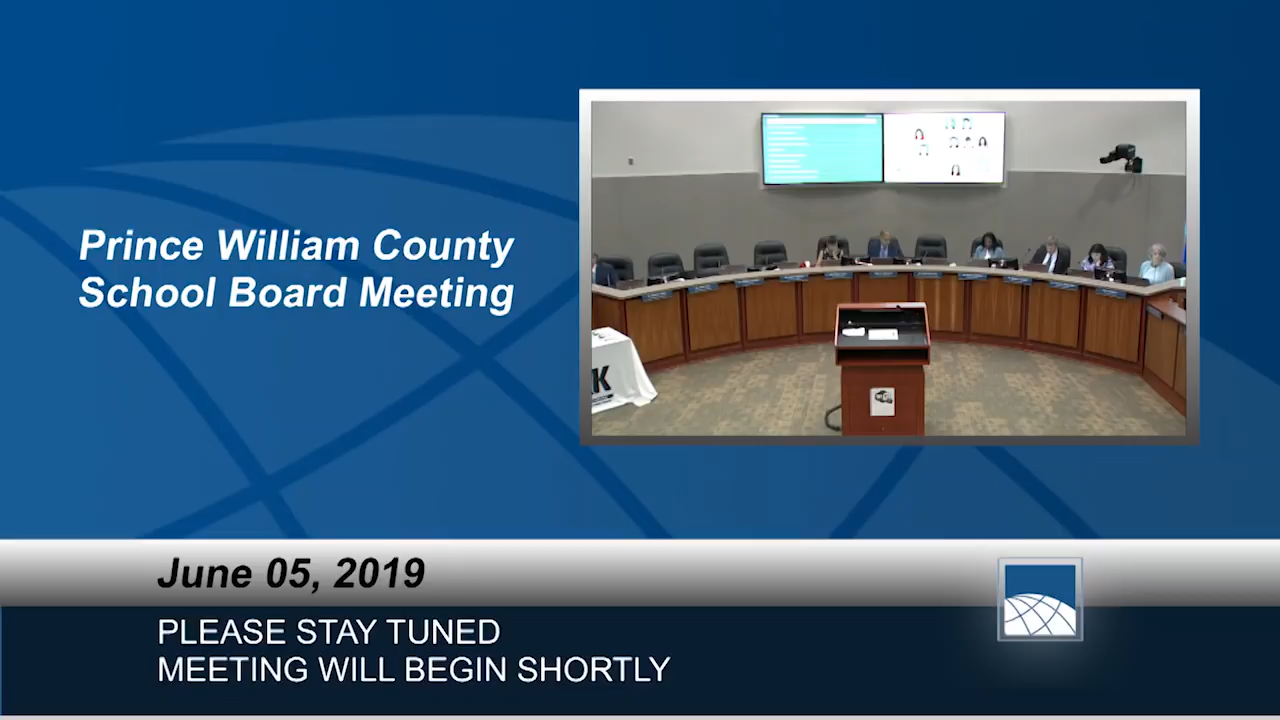 Prince William County
School Board Meeting
K
June 05, 2019
PLEASE STAY TUNED
MEETING WILL BEGIN SHORTLY